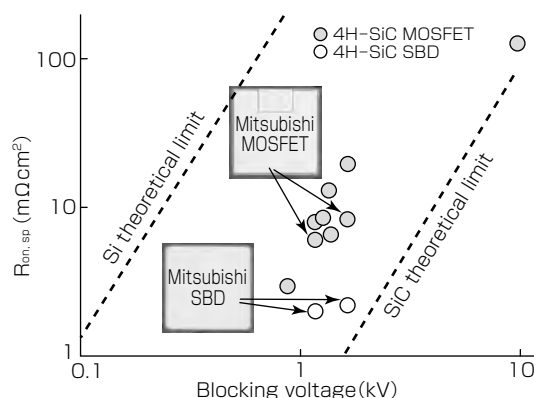 4H-SiC MOSFET
4H-SiC SBD
100
10
1
Ron, sp (mΩcm²)
Si theoretical limit
Mitsubishi
MOSFET
Mitsubishi
SBD
SiC theoretical limit
0.1
1
10
Blocking voltage(kV)